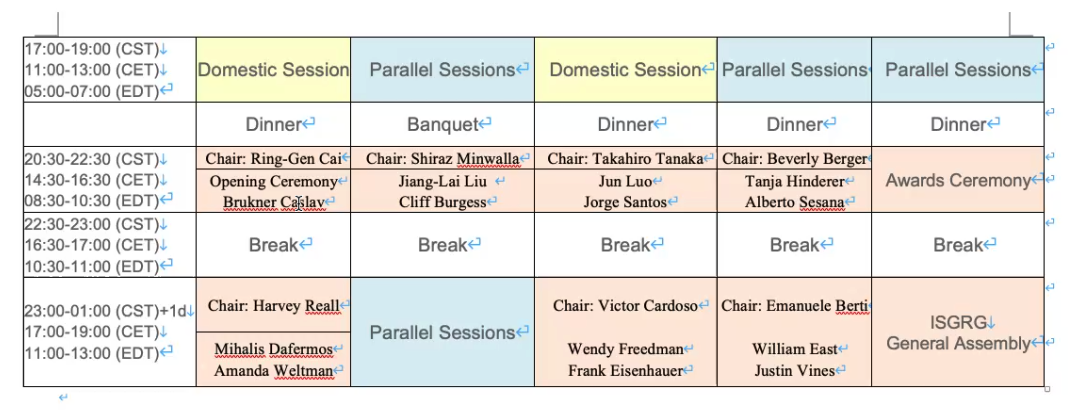 17:00-19:00 (CST)
11:00-13:00 (CET)
05:00-07:00 (EDT)
Domestic Session
Parallel Sessions
Domestic Session
Parallel Sessions
Parallel Sessions
Dinner
Banquet
Dinner
Dinner
Dinner
20:30-22:30 (CST)
14:30-16:30 (CET)
08:30-10:30 (EDT)
Chair: Ring-Gen Cai
Opening Ceremony
Brukner Caslav
Chair: Shiraz Minwalla
Jiang-Lai Liu
Cliff Burgess
Chair: Takahiro Tanaka
Jun Luo
Jorge Santos
Chair: Beverly Berger
Tanja Hinderer
Alberto Sesana
Awards Ceremony
22:30-23:00 (CST)
16:30-17:00 (CET)
10:30-11:00 (EDT)
Break
Break
Break
Break
Break
23:00-01:00 (CST)+1d
17:00-19:00 (CET)
11:00-13:00 (EDT)
Chair: Harvey Reall
Mihalis Dafermos
Amanda Weltman
Parallel Sessions
Chair: Victor Cardoso
Wendy Freedman
Frank Eisenhauer
Chair: Emanuele Berti
William East
Justin Vines
ISGRG
General Assembly